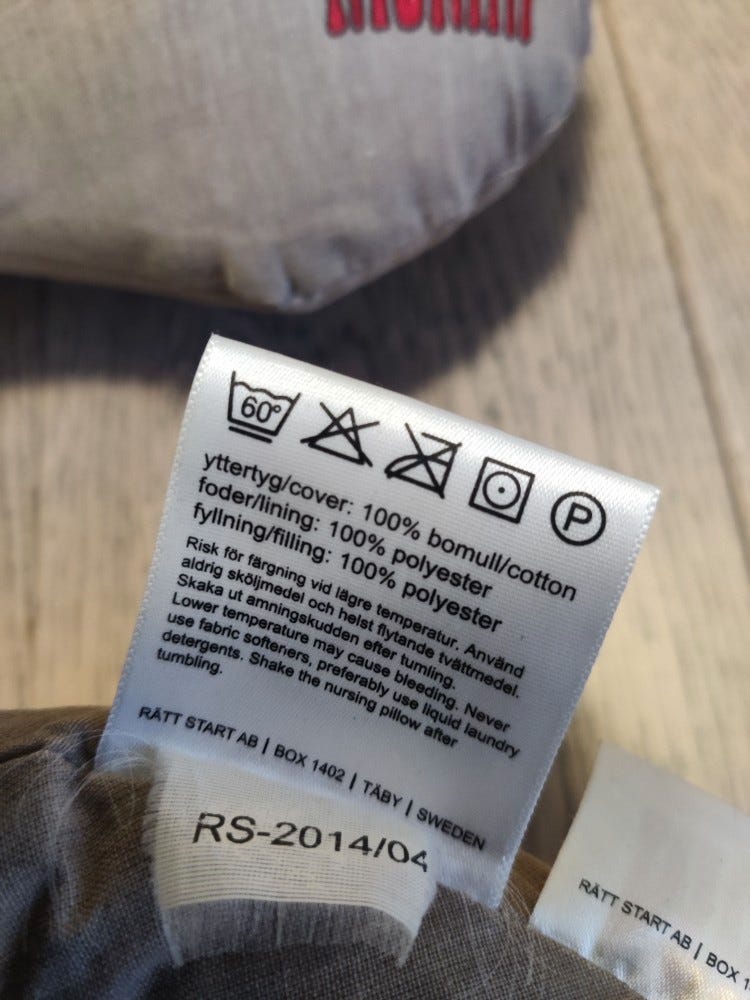 60°
P
yttertyg/cover: 100% bomull/cotton
foder/lining: 100% polyester
fyllning/filling: 100% polyester
Risk för färgning vid lägre temperatur. Använd
aldrig sköljmedel och helst flytande tvättmedel.
Skaka ut amningskudden efter tumling.
Lower temperature may cause bleeding. Never
use fabric softeners, preferably use liquid laundry
detergents. Shake the nursing pillow after
tumbling.
RÄTT START AB | BOX 1402 | TÄBY | SWEDEN
RS-2014/04
RÄTT START AB | BOX